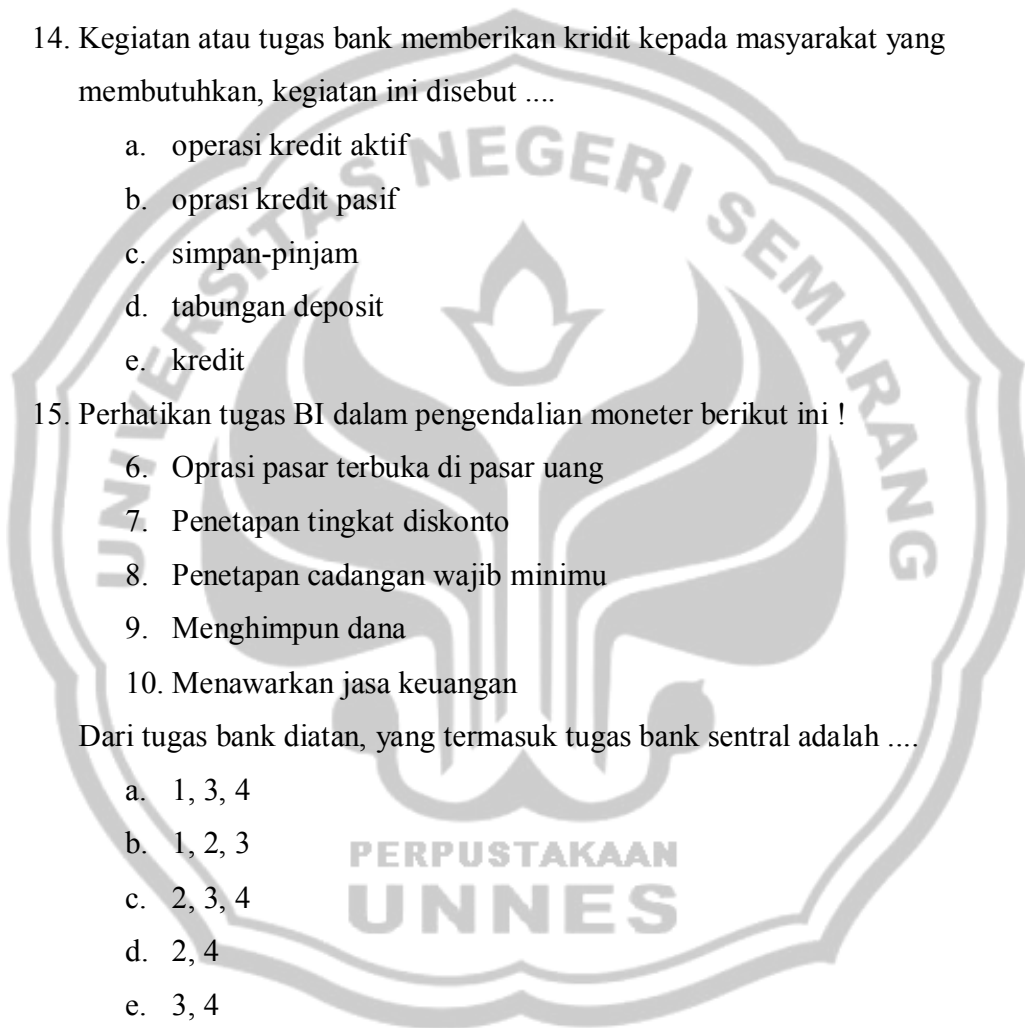 14. Kegiatan atau tugas bank memberikan kridit kepada masyarakat yang
membutuhkan, kegiatan ini disebut ....
a. operasi kredit aktif
b. oprasi kredit pasif
c. simpan-pinjam
d. tabungan deposit
e. kredit
15. Perhatikan tugas BI dalam pengendalian moneter berikut ini !
6. Oprasi pasar terbuka di pasar uang
7. Penetapan tingkat diskonto
8. Penetapan cadangan wajib minimu
9. Menghimpun dana
10. Menawarkan jasa keuangan
Dari tugas bank diatan, yang termasuk tugas bank sentral adalah ....
a. 1, 3, 4
b. 1, 2, 3
c. 2, 3, 4
d. 2, 4
e. 3, 4
UNIVERSITAS NEGERI SEMARANG
PERPUSTAKAAN
UNNES